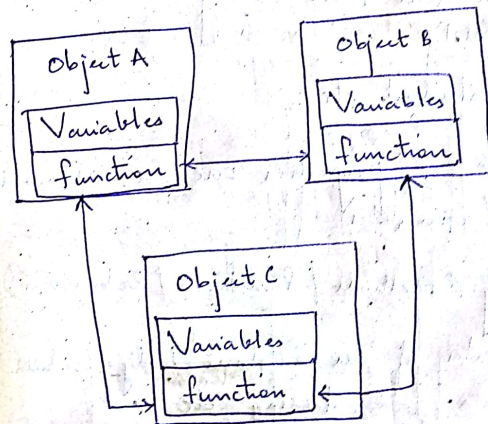 Object A
Variables
function
Object B
Variables
function
Object C
Variables
function